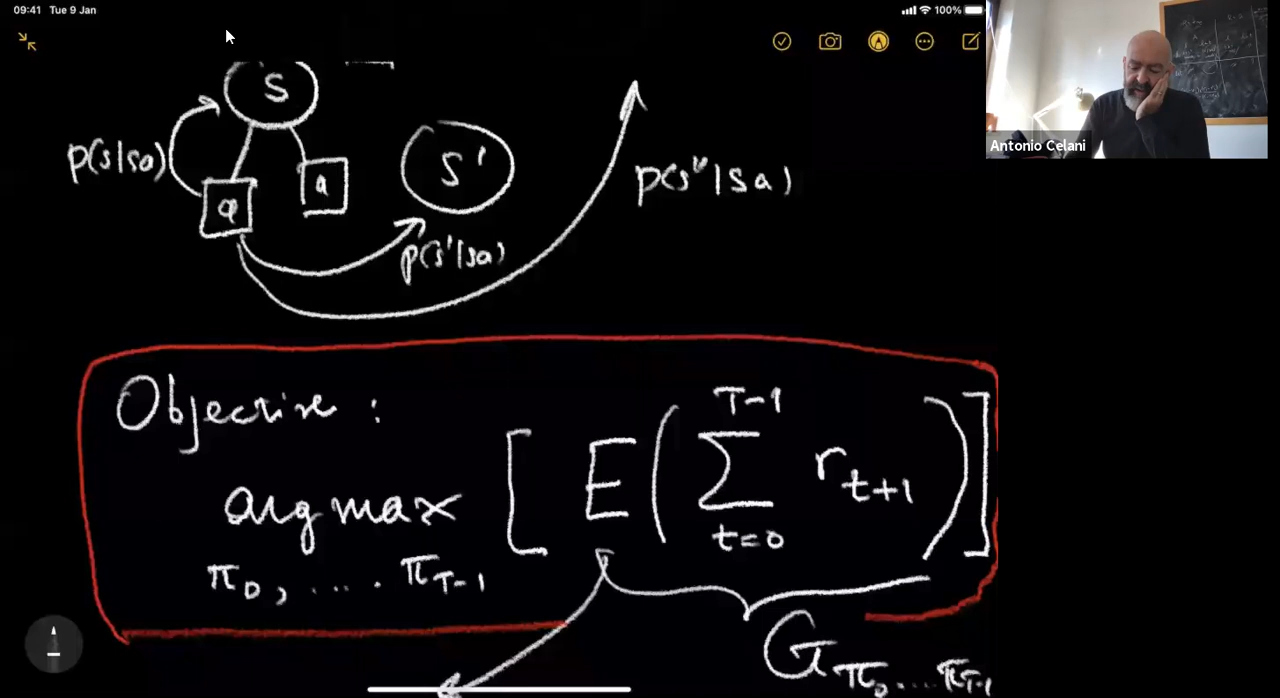 09:41 Tue 9 Jan
100%
S
p(s|sa)
a
a
S'
p(s'|sa)
p(s"|sa)
Antonio Celani
Objective :
argmax [ E ( Σ r_{t+1} ) ]
T-1
t=0
π_0, .... π_{T-1}
G_{π_0....π_{T-1}}